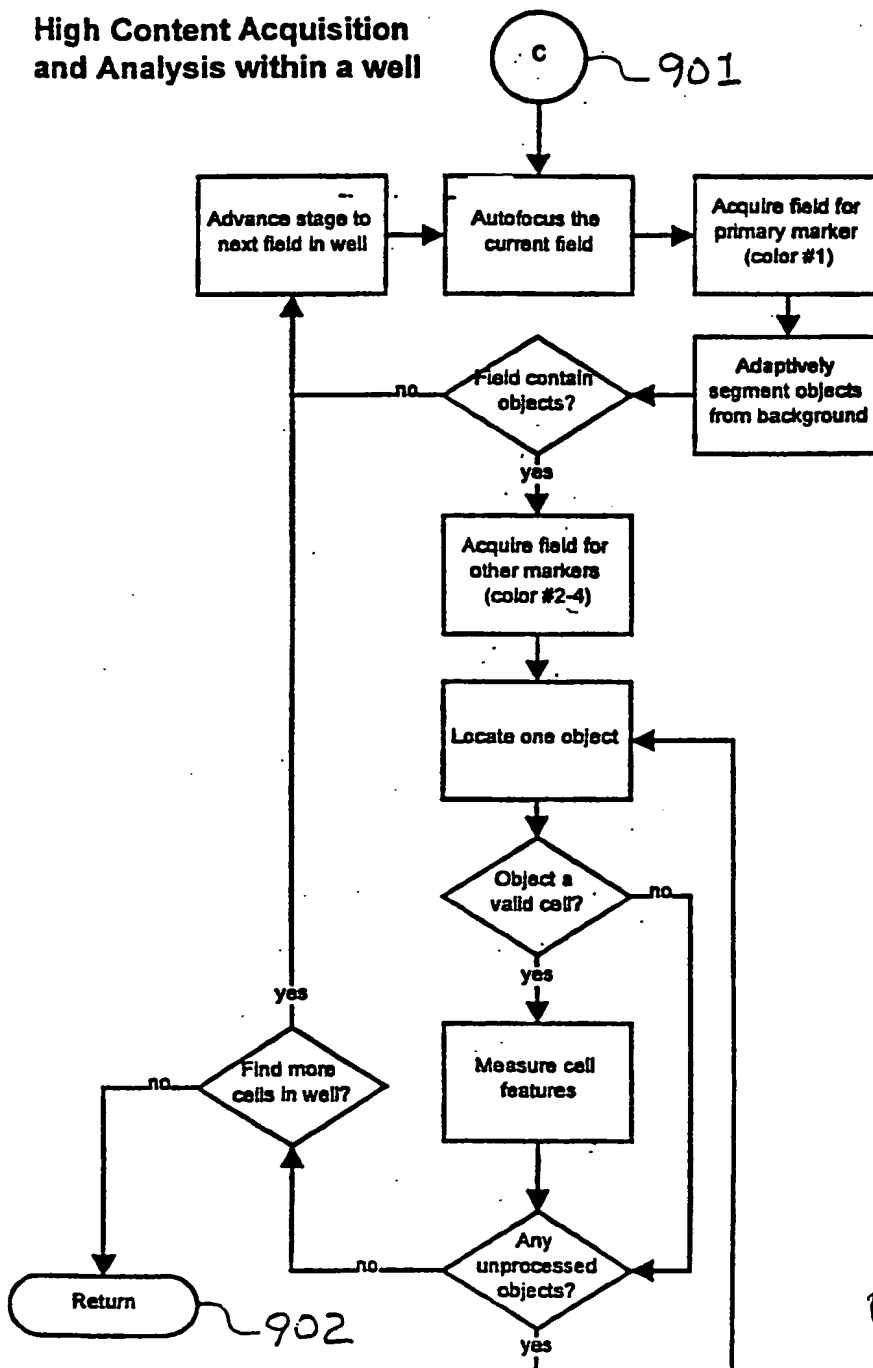 High Content Acquisition
and Analysis within a well
C
901
Advance stage to
next field in well
Autofocus the
current field
Acquire field for
primary marker
(color #1)
Adaptively
segment objects
from background
Field contain
objects?
no
yes
Acquire field for
other markers
(color #2-4)
Locate one object
Object a
valid cell?
no
yes
Measure cell
features
yes
Find more
cells in well?
no
Any
unprocessed
objects?
no
yes
Return
902